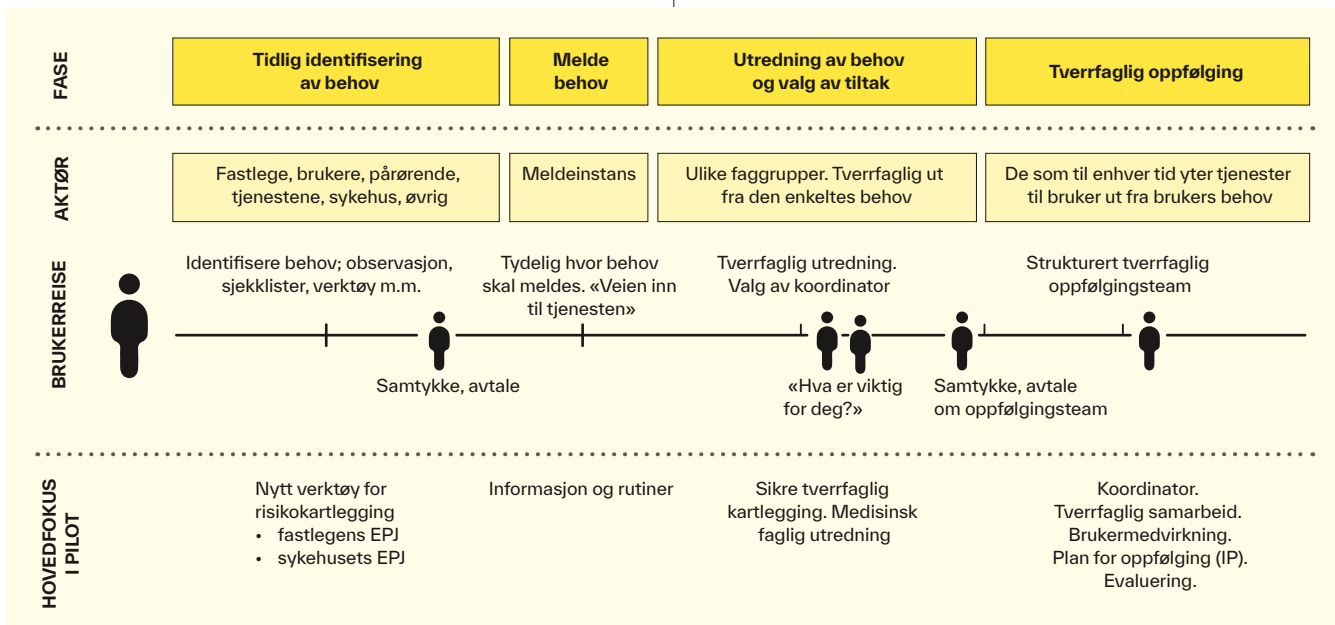 FASE
Tidlig identifisering
av behov
Melde
behov
Utredning av behov
og valg av tiltak
Tverrfaglig oppfølging
AKTØR
Fastlege, brukere, pårørende,
tjenestene, sykehus, øvrig
Meldeinstans
Ulike faggrupper. Tverrfaglig ut
fra den enkeltes behov
De som til enhver tid yter tjenester
til bruker ut fra brukers behov
BRUKERREISE
Identifisere behov; observasjon,
sjekklister, verktøy m.m.
Tydelig hvor behov
skal meldes. «Veien inn
til tjenesten»
Tverrfaglig utredning.
Valg av koordinator
Strukturert tverrfaglig
oppfølgingsteam
Samtykke, avtale
«Hva er viktig
for deg?»
Samtykke, avtale
om oppfølgingsteam
HOVEDFOKUS
I PILOT
Nytt verktøy for
risikokartlegging
• fastlegens EPJ
• sykehusets EPJ
Informasjon og rutiner
Sikre tverrfaglig
kartlegging. Medisinsk
faglig utredning
Koordinator.
Tverrfaglig samarbeid.
Brukermedvirkning.
Plan for oppfølging (IP).
Evaluering.